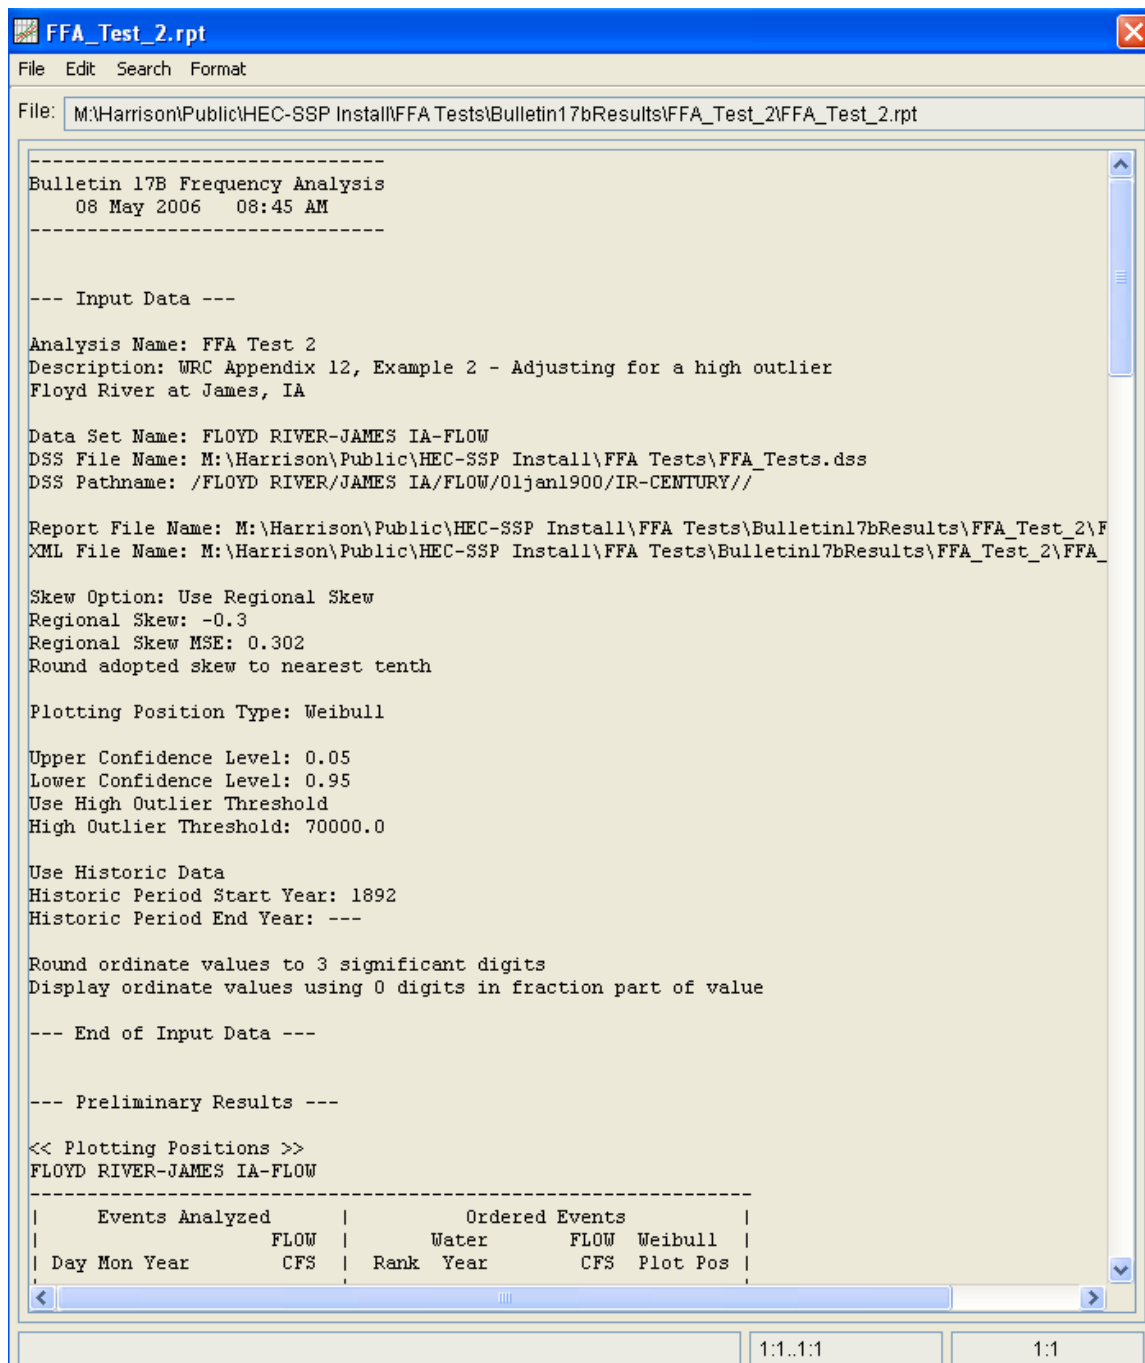 FFA_Test_2.rpt
File Edit Search Format
File: M:\Harrison\Public\HEC-SSP Install\FFA Tests\Bulletin17bResults\FFA_Test_2\FFA_Test_2.rpt
-------------------------------
Bulletin 17B Frequency Analysis
    08 May 2006   08:45 AM
-------------------------------
--- Input Data ---
Analysis Name: FFA Test 2
Description: WRC Appendix 12, Example 2 - Adjusting for a high outlier
Floyd River at James, IA
Data Set Name: FLOYD RIVER-JAMES IA-FLOW
DSS File Name: M:\Harrison\Public\HEC-SSP Install\FFA Tests\FFA_Tests.dss
DSS Pathname: /FLOYD RIVER/JAMES IA/FLOW/01jan1900/IR-CENTURY//
Report File Name: M:\Harrison\Public\HEC-SSP Install\FFA Tests\Bulletin17bResults\FFA_Test_2\F
XML File Name: M:\Harrison\Public\HEC-SSP Install\FFA Tests\Bulletin17bResults\FFA_Test_2\FFA_
Skew Option: Use Regional Skew
Regional Skew: -0.3
Regional Skew MSE: 0.302
Round adopted skew to nearest tenth
Plotting Position Type: Weibull
Upper Confidence Level: 0.05
Lower Confidence Level: 0.95
Use High Outlier Threshold
High Outlier Threshold: 70000.0
Use Historic Data
Historic Period Start Year: 1892
Historic Period End Year: ---
Round ordinate values to 3 significant digits
Display ordinate values using 0 digits in fraction part of value
--- End of Input Data ---
--- Preliminary Results ---
<< Plotting Positions >>
FLOYD RIVER-JAMES IA-FLOW
---------------------------------------------------------------
|     Events Analyzed      |          Ordered Events          |
|                    FLOW  |       Water       FLOW  Weibull  |
| Day Mon Year        CFS  |  Rank  Year        CFS  Plot Pos |
1:1..1:1
1:1